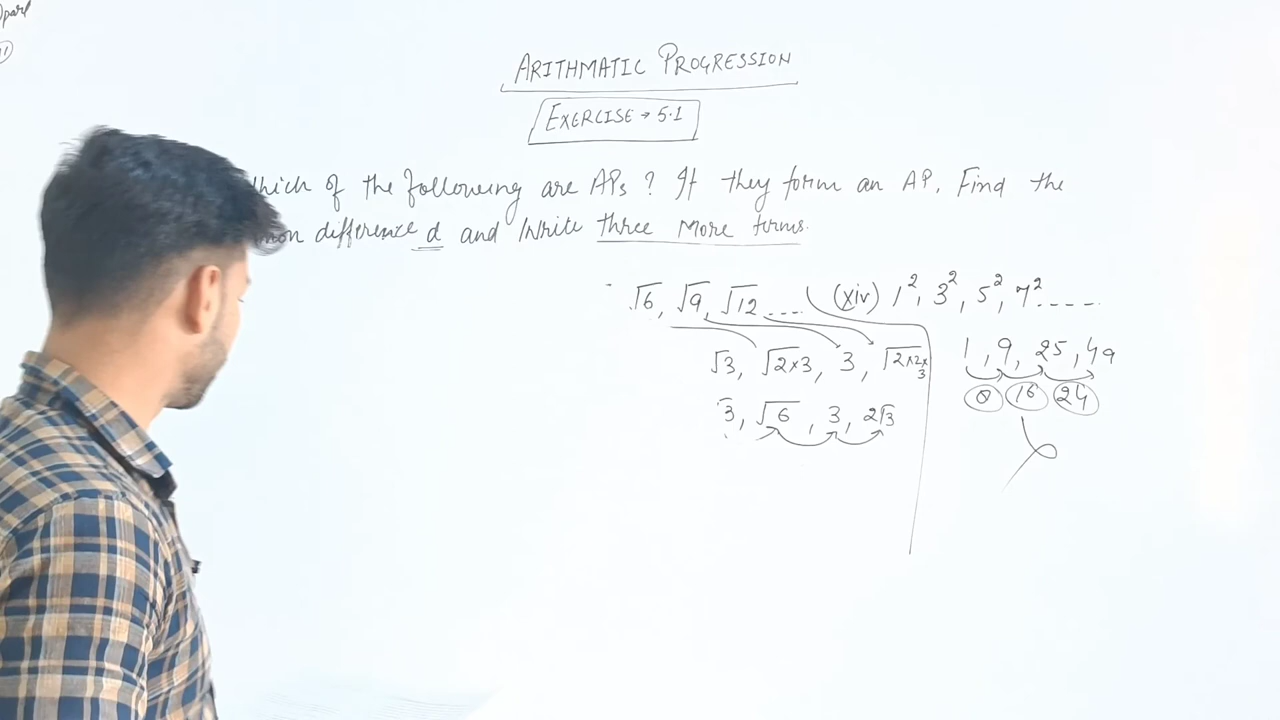 ARITHMATIC PROGRESSION
EXERCISE → 5.1
which of the following are APs ? If they form an AP, Find the
difference d and Write three More terms.
√6, √9, √12 .... (xiv) 1², 3², 5², 7² ----
√3, √2×3, 3, √2×2×3
1, 9, 25, 49
8 16 24
√3, √6, 3, 2√3